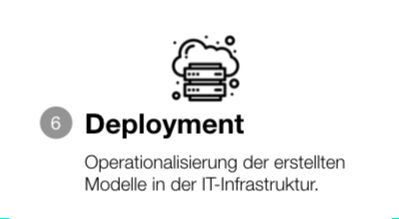 6 Deployment
Operationalisierung der erstellten
Modelle in der IT-Infrastruktur.